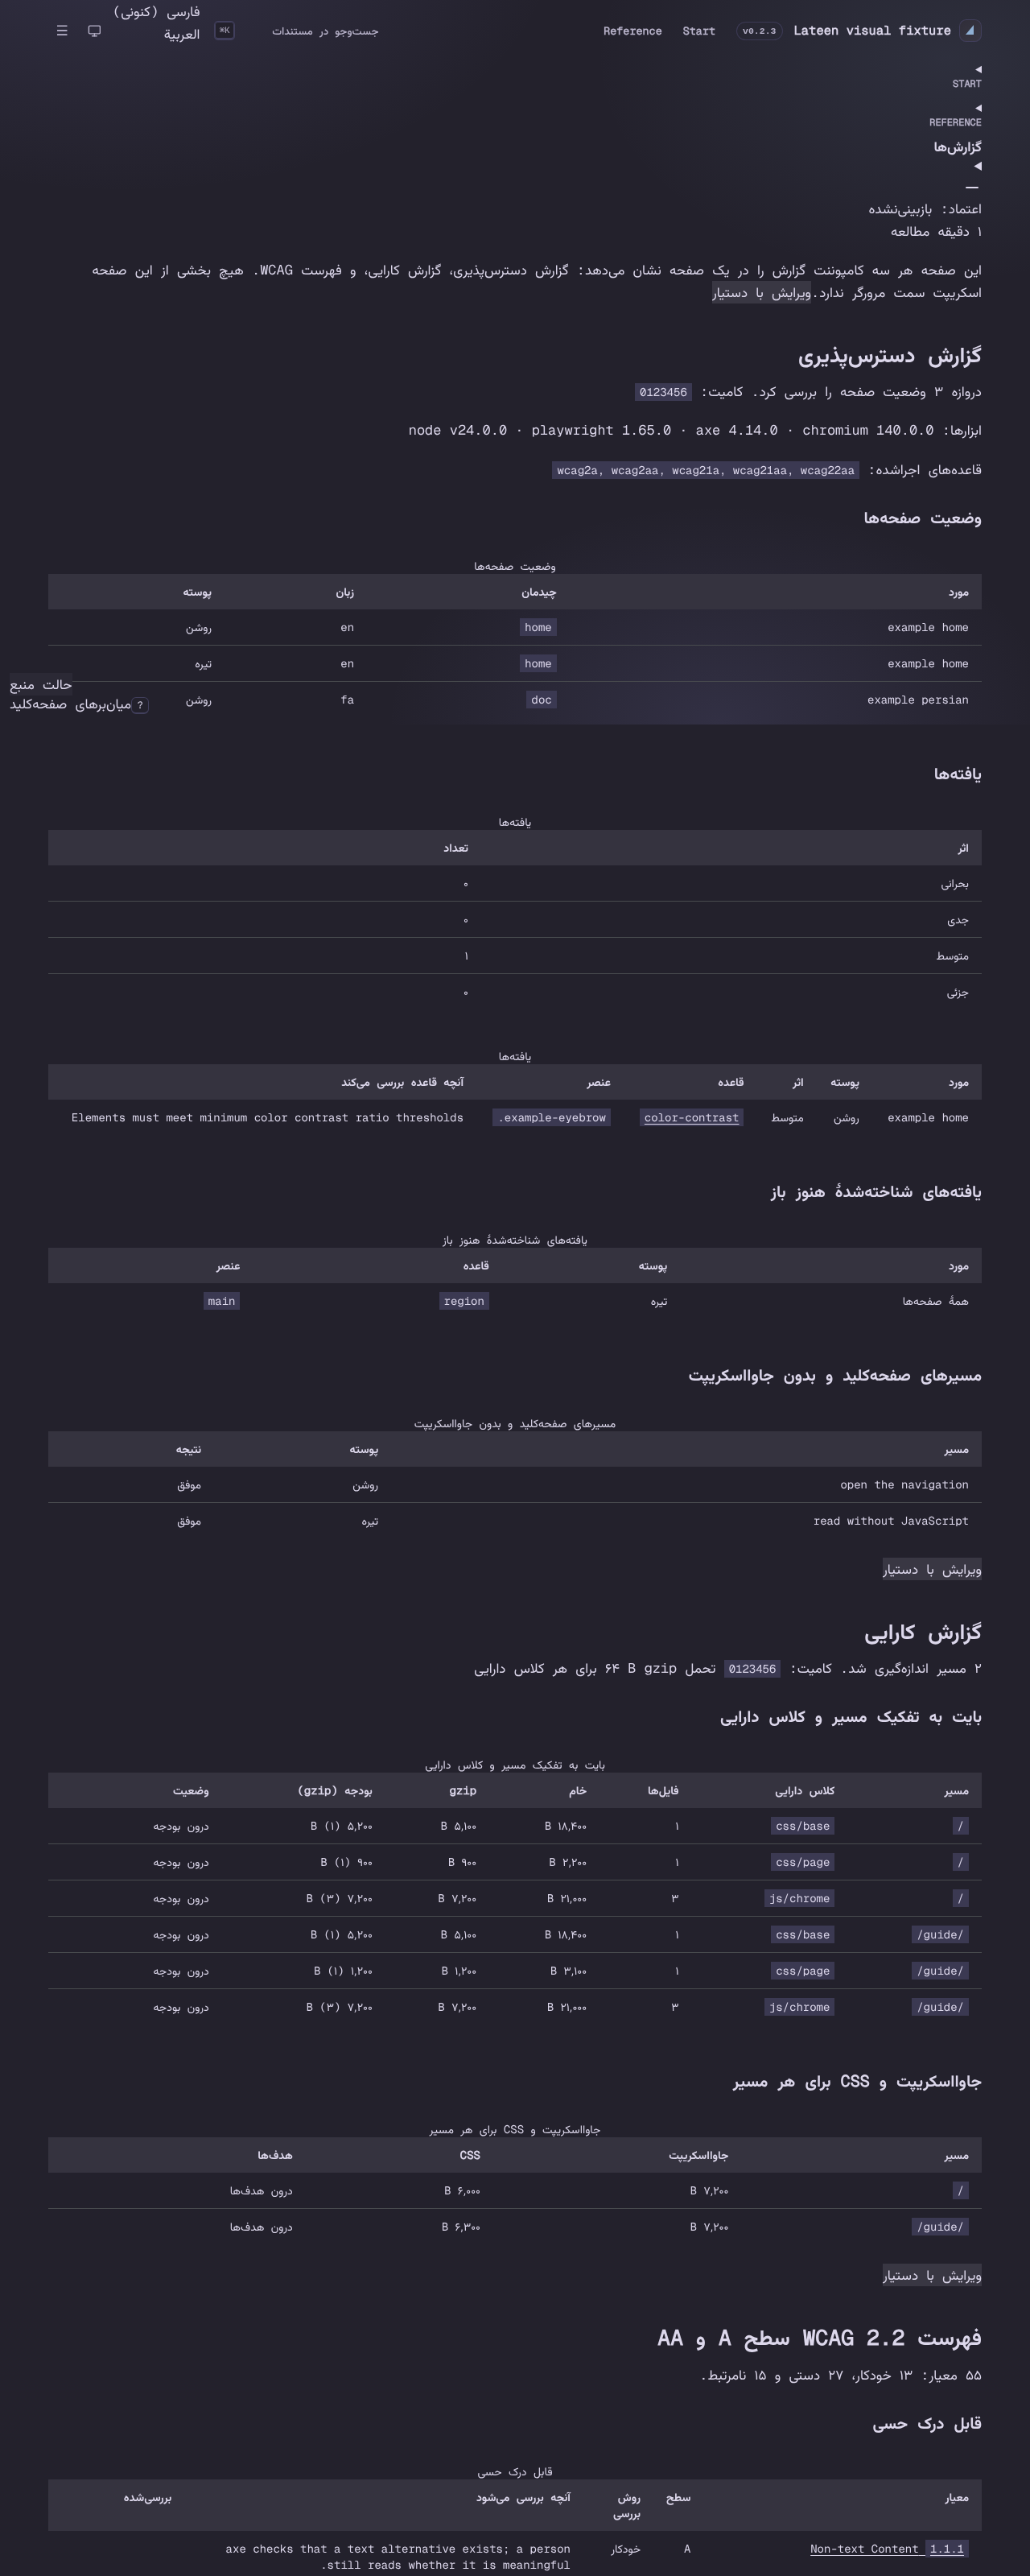 Lateen visual fixture v0.2.3 Start Reference جست‌وجو در مستندات ⌘K فارسی (کنونی)
العربية
START
REFERENCE
گزارش‌ها
اعتماد: بازبینی‌نشده
۱ دقیقه مطالعه
این صفحه هر سه کامپوننت گزارش را در یک صفحه نشان می‌دهد: گزارش دسترس‌پذیری، گزارش کارایی، و فهرست WCAG. هیچ بخشی از این صفحه
اسکریپت سمت مرورگر ندارد.ویرایش با دستیار
گزارش دسترس‌پذیری
دروازه ۳ وضعیت صفحه را بررسی کرد. کامیت: 0123456
ابزارها: node v24.0.0 · playwright 1.65.0 · axe 4.14.0 · chromium 140.0.0
قاعده‌های اجراشده: wcag2a, wcag2aa, wcag21a, wcag21aa, wcag22aa
وضعیت صفحه‌ها
وضعیت صفحه‌ها
مورد چیدمان زبان پوسته
example home home en روشن
example home home en تیره
example persian doc fa روشن
حالت منبع
میان‌برهای صفحه‌کلید ?
یافته‌ها
یافته‌ها
اثر تعداد
بحرانی ۰
جدی ۰
متوسط ۱
جزئی ۰
یافته‌ها
مورد پوسته اثر قاعده عنصر آنچه قاعده بررسی می‌کند
example home روشن متوسط color-contrast .example-eyebrow Elements must meet minimum color contrast ratio thresholds
یافته‌های شناخته‌شدهٔ هنوز باز
یافته‌های شناخته‌شدهٔ هنوز باز
مورد پوسته قاعده عنصر
همهٔ صفحه‌ها تیره region main
مسیرهای صفحه‌کلید و بدون جاوااسکریپت
مسیرهای صفحه‌کلید و بدون جاوااسکریپت
مسیر پوسته نتیجه
open the navigation روشن موفق
read without JavaScript تیره موفق
ویرایش با دستیار
گزارش کارایی
۲ مسیر اندازه‌گیری شد. کامیت: 0123456 تحمل ۶۴ B gzip برای هر کلاس دارایی
بایت به تفکیک مسیر و کلاس دارایی
بایت به تفکیک مسیر و کلاس دارایی
مسیر کلاس دارایی فایل‌ها خام gzip بودجه (gzip) وضعیت
/ css/base ۱ ۱۸٬۴۰۰ B ۵٬۱۰۰ B ۵٬۲۰۰ B (۱) درون بودجه
/ css/page ۱ ۲٬۲۰۰ B ۹۰۰ B ۹۰۰ B (۱) درون بودجه
/ js/chrome ۳ ۲۱٬۰۰۰ B ۷٬۲۰۰ B ۷٬۲۰۰ B (۳) درون بودجه
/guide/ css/base ۱ ۱۸٬۴۰۰ B ۵٬۱۰۰ B ۵٬۲۰۰ B (۱) درون بودجه
/guide/ css/page ۱ ۳٬۱۰۰ B ۱٬۲۰۰ B ۱٬۲۰۰ B (۱) درون بودجه
/guide/ js/chrome ۳ ۲۱٬۰۰۰ B ۷٬۲۰۰ B ۷٬۲۰۰ B (۳) درون بودجه
جاوااسکریپت و CSS برای هر مسیر
جاوااسکریپت و CSS برای هر مسیر
مسیر جاوااسکریپت CSS هدف‌ها
/ ۷٬۲۰۰ B ۶٬۰۰۰ B درون هدف‌ها
/guide/ ۷٬۲۰۰ B ۶٬۳۰۰ B درون هدف‌ها
ویرایش با دستیار
فهرست WCAG 2.2 سطح A و AA
۵۵ معیار: ۱۳ خودکار، ۲۷ دستی و ۱۵ نامرتبط.
قابل درک حسی
قابل درک حسی
معیار سطح روش بررسی آنچه بررسی می‌شود بررسی‌شده
1.1.1 Non-text Content A خودکار axe checks that a text alternative exists; a person
still reads whether it is meaningful.